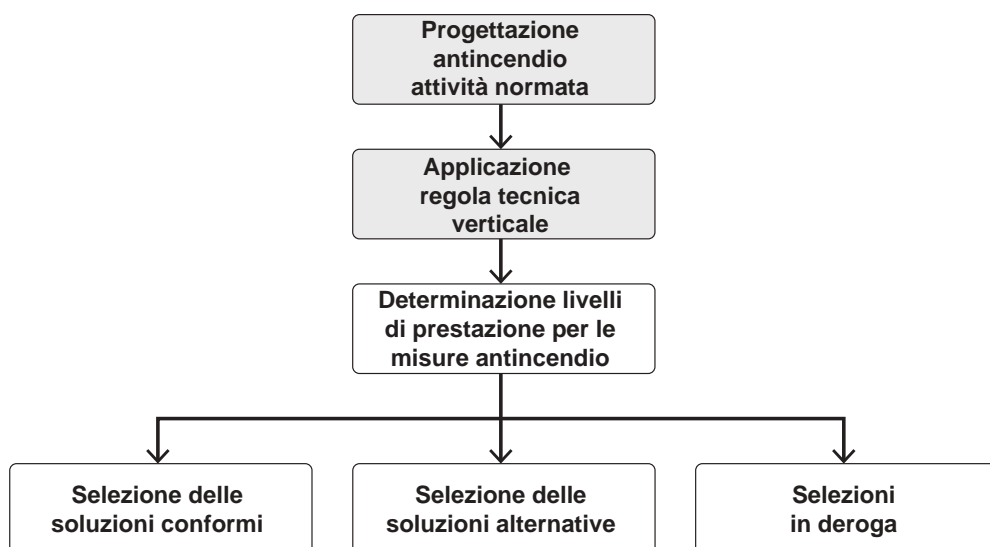 Progettazione
antincendio
attività normata
Applicazione
regola tecnica
verticale
Determinazione livelli
di prestazione per le
misure antincendio
Selezione delle
soluzioni conformi
Selezione delle
soluzioni alternative
Selezioni
in deroga